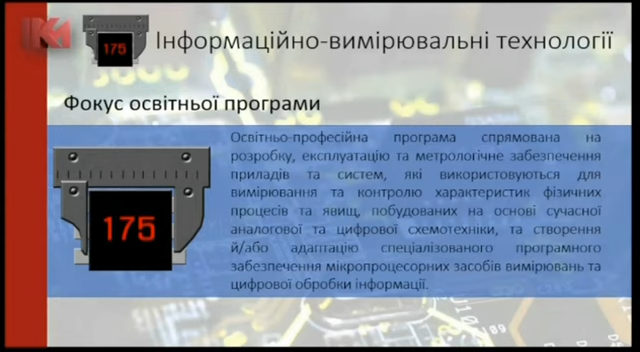 175
Інформаційно-вимірювальні технології
Фокус освітньої програми
175
Освітньо-професійна програма спрямована на
розробку, експлуатацію та метрологічне забезпечення
приладів та систем, які використовуються для
вимірювання та контролю характеристик фізичних
процесів та явищ, побудованих на основі сучасної
аналогової та цифрової схемотехніки, та створення
й/або адаптацію спеціалізованого програмного
забезпечення мікропроцесорних засобів вимірювань та
цифрової обробки інформації.